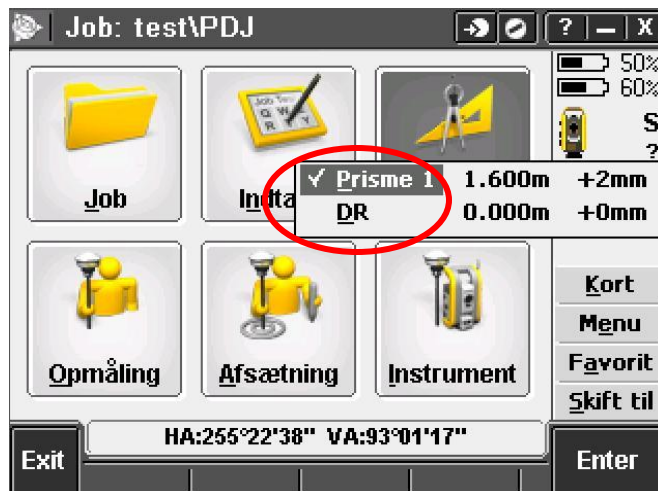 Job: test\PDJ
? — X
50%
60%
S
?
Job
Indta
✓ Prisme 1 1.600m +2mm
DR 0.000m +0mm
Kort
Menu
Favorit
Skift til
Opmåling
Afsætning
Instrument
HA:255°22'38" VA:93°01'17"
Exit
Enter